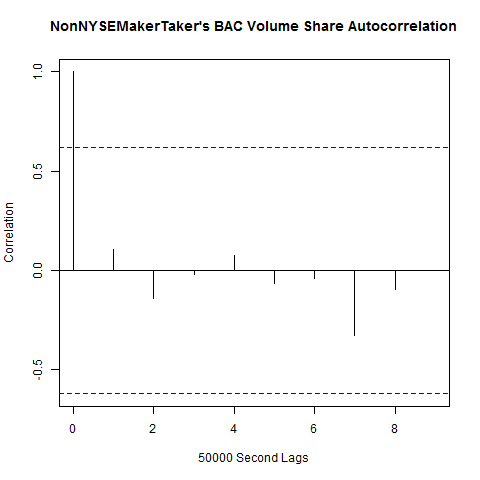 NonNYSEMakerTaker's BAC Volume Share Autocorrelation
1.0
0.5
0.0
-0.5
Correlation
0 2 4 6 8
50000 Second Lags